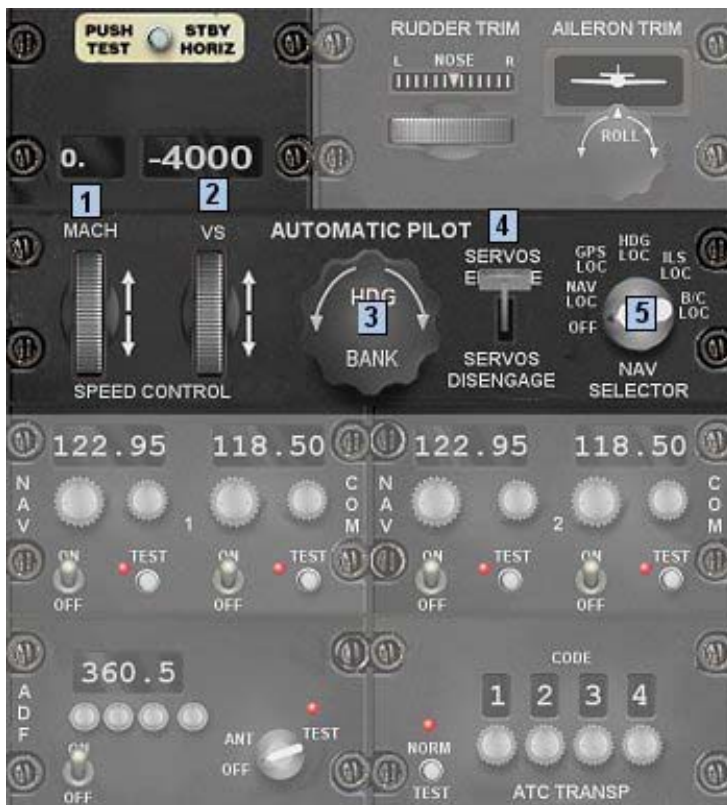 PUSH TEST
STBY HORIZ
RUDDER TRIM
L NOSE R
AILERON TRIM
ROLL
0.
-4000
1
2
MACH
VS
SPEED CONTROL
AUTOMATIC PILOT
HDG
3
BANK
4
SERVOS
ENGAGE
SERVOS
DISENGAGE
GPS LOC
HDG LOC
ILS LOC
NAV LOC
B/C LOC
OFF
5
NAV
SELECTOR
122.95
118.50
122.95
118.50
NAV
1
COM
NAV
2
COM
ON
TEST
ON
TEST
ON
TEST
ON
TEST
OFF
OFF
OFF
OFF
ADF
360.5
ON
OFF
ANT
OFF
TEST
CODE
1 2 3 4
NORM
TEST
ATC TRANSP